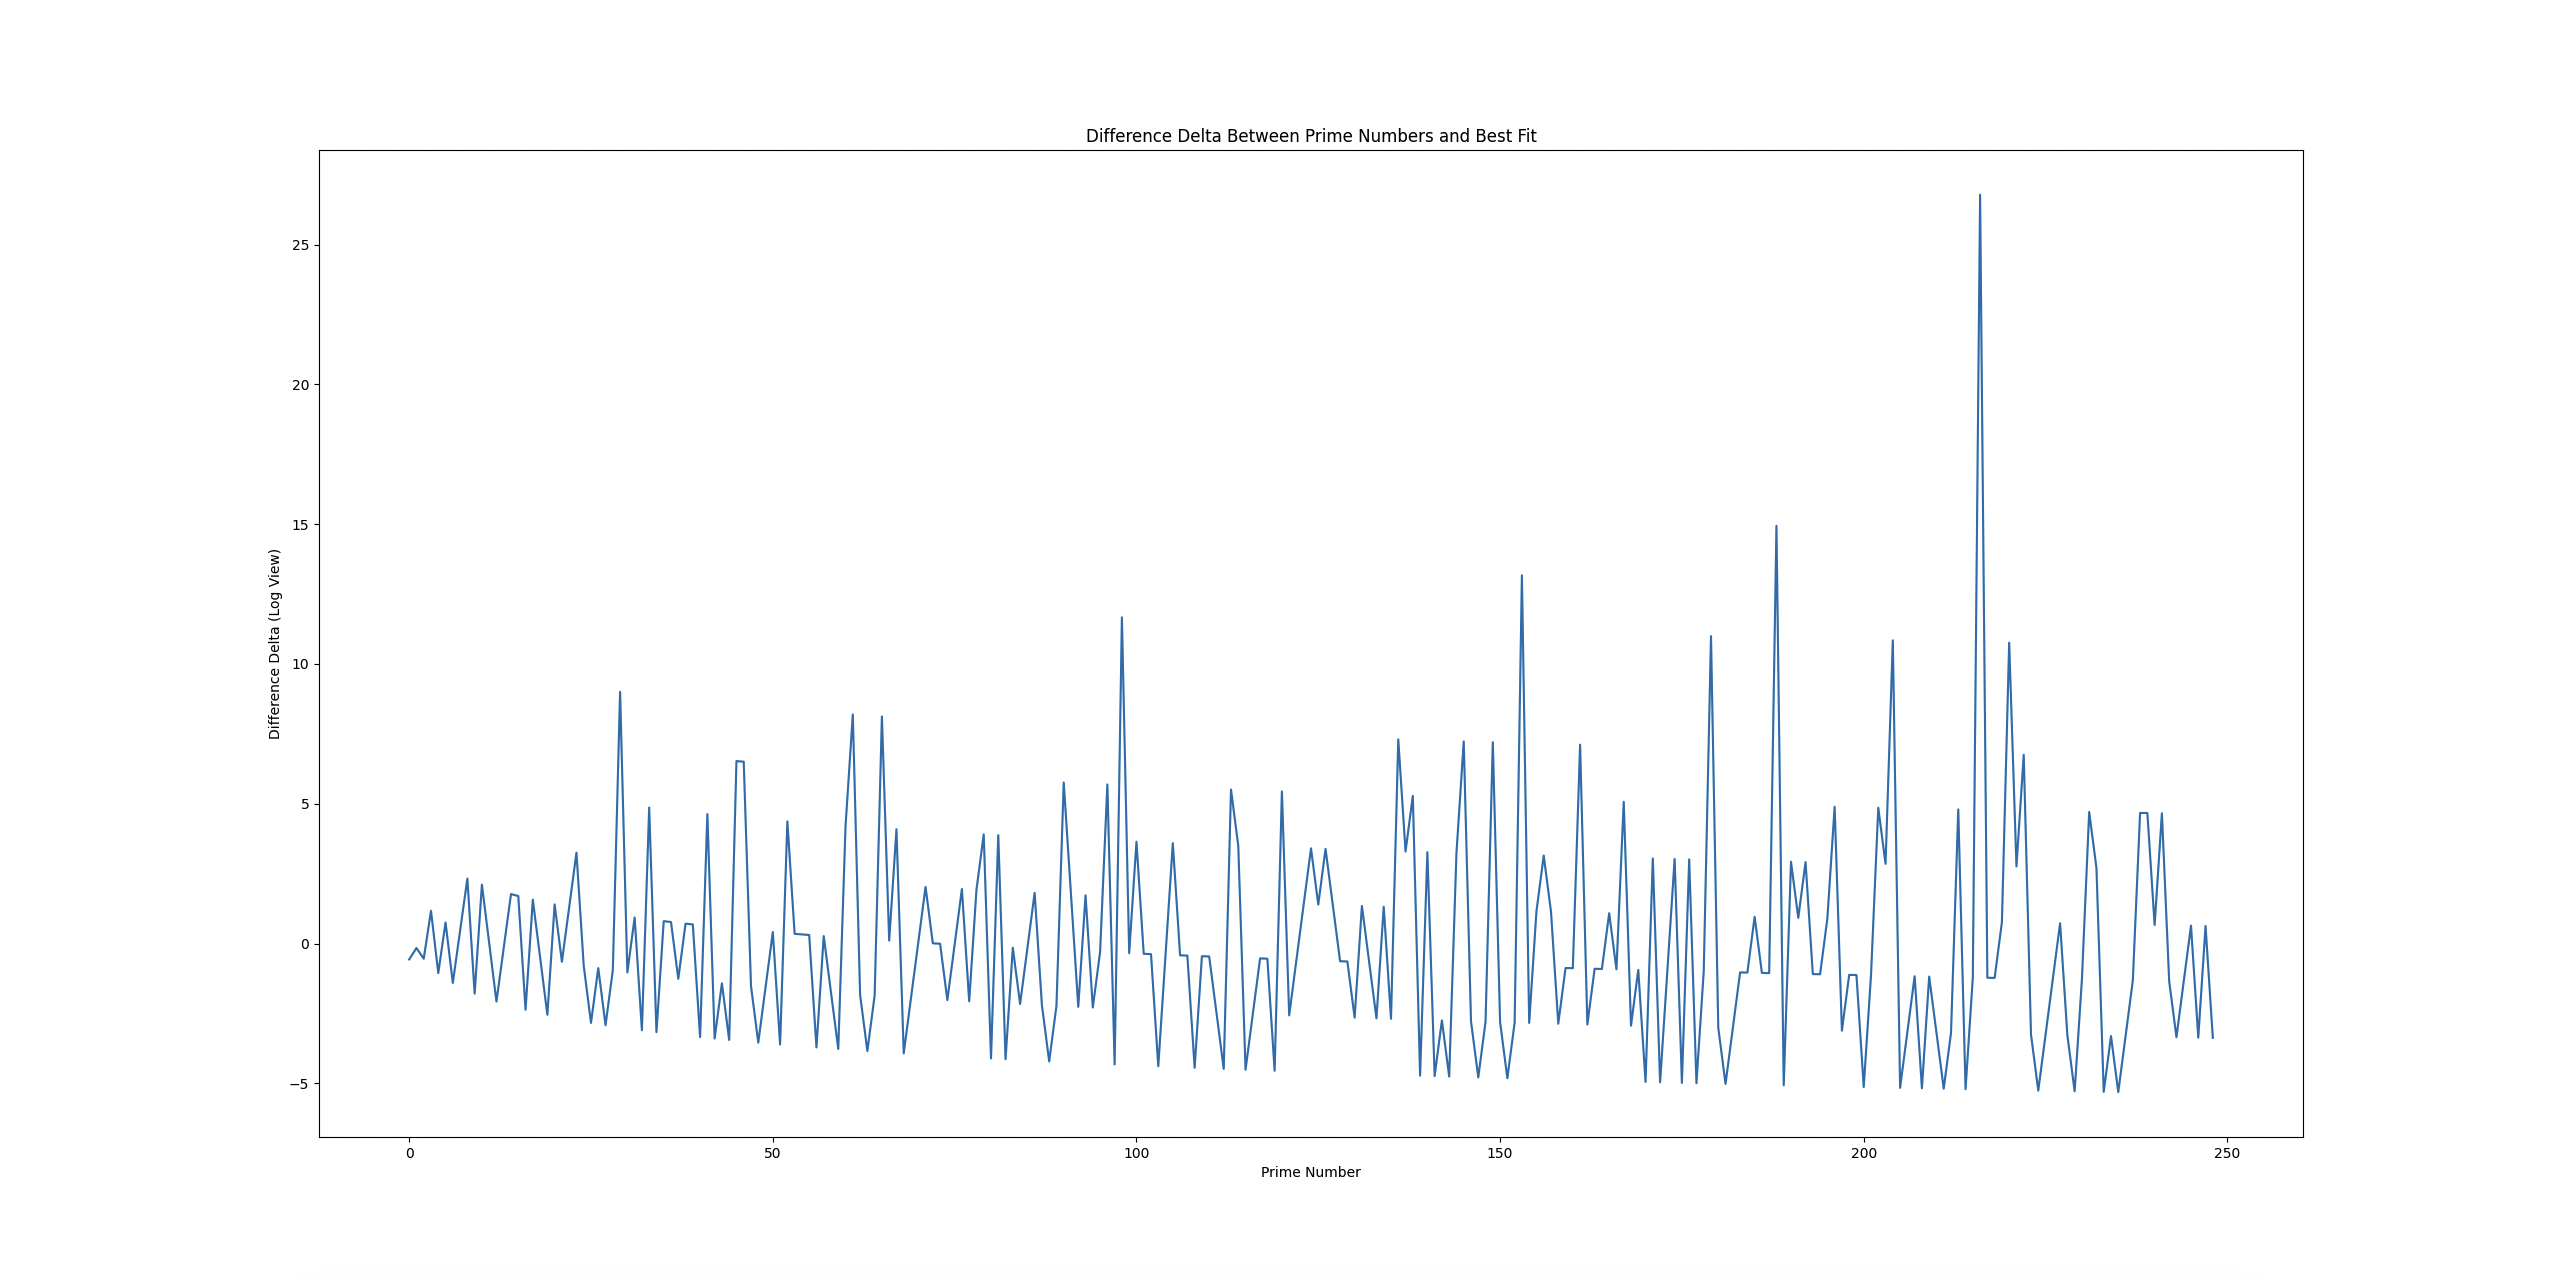 Difference Delta Between Prime Numbers and Best Fit
25
20
15
10
5
0
−5
Difference Delta (Log View)
0 50 100 150 200 250
Prime Number